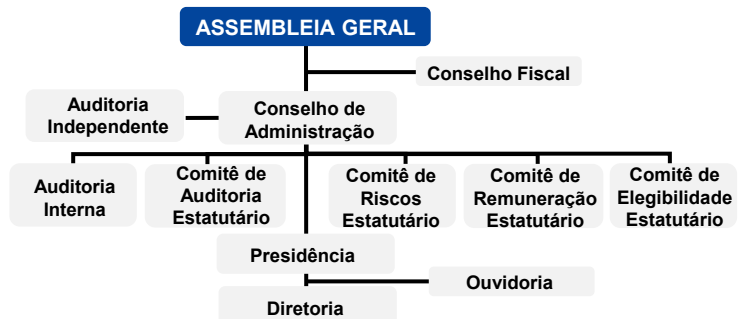 ASSEMBLEIA GERAL
Conselho Fiscal
Auditoria
Independente
Conselho de
Administração
Auditoria
Interna
Comitê de
Auditoria
Estatutário
Comitê de
Riscos
Estatutário
Comitê de
Remuneração
Estatutário
Comitê de
Elegibilidade
Estatutário
Presidência
Ouvidoria
Diretoria